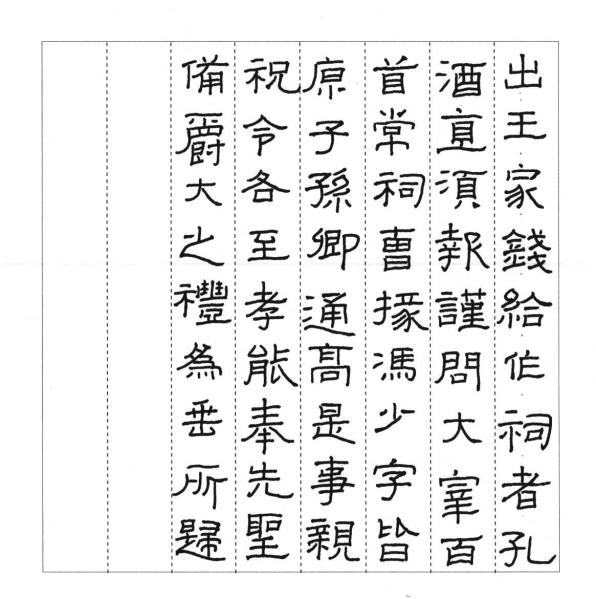 出王家錢給作祠者孔
酒直須報謹問大宰百
首常祠曹掾馮少字皆
原子孫卿通高是事親
祝令各至孝能奉先聖
備爵大之禮為垂所歸